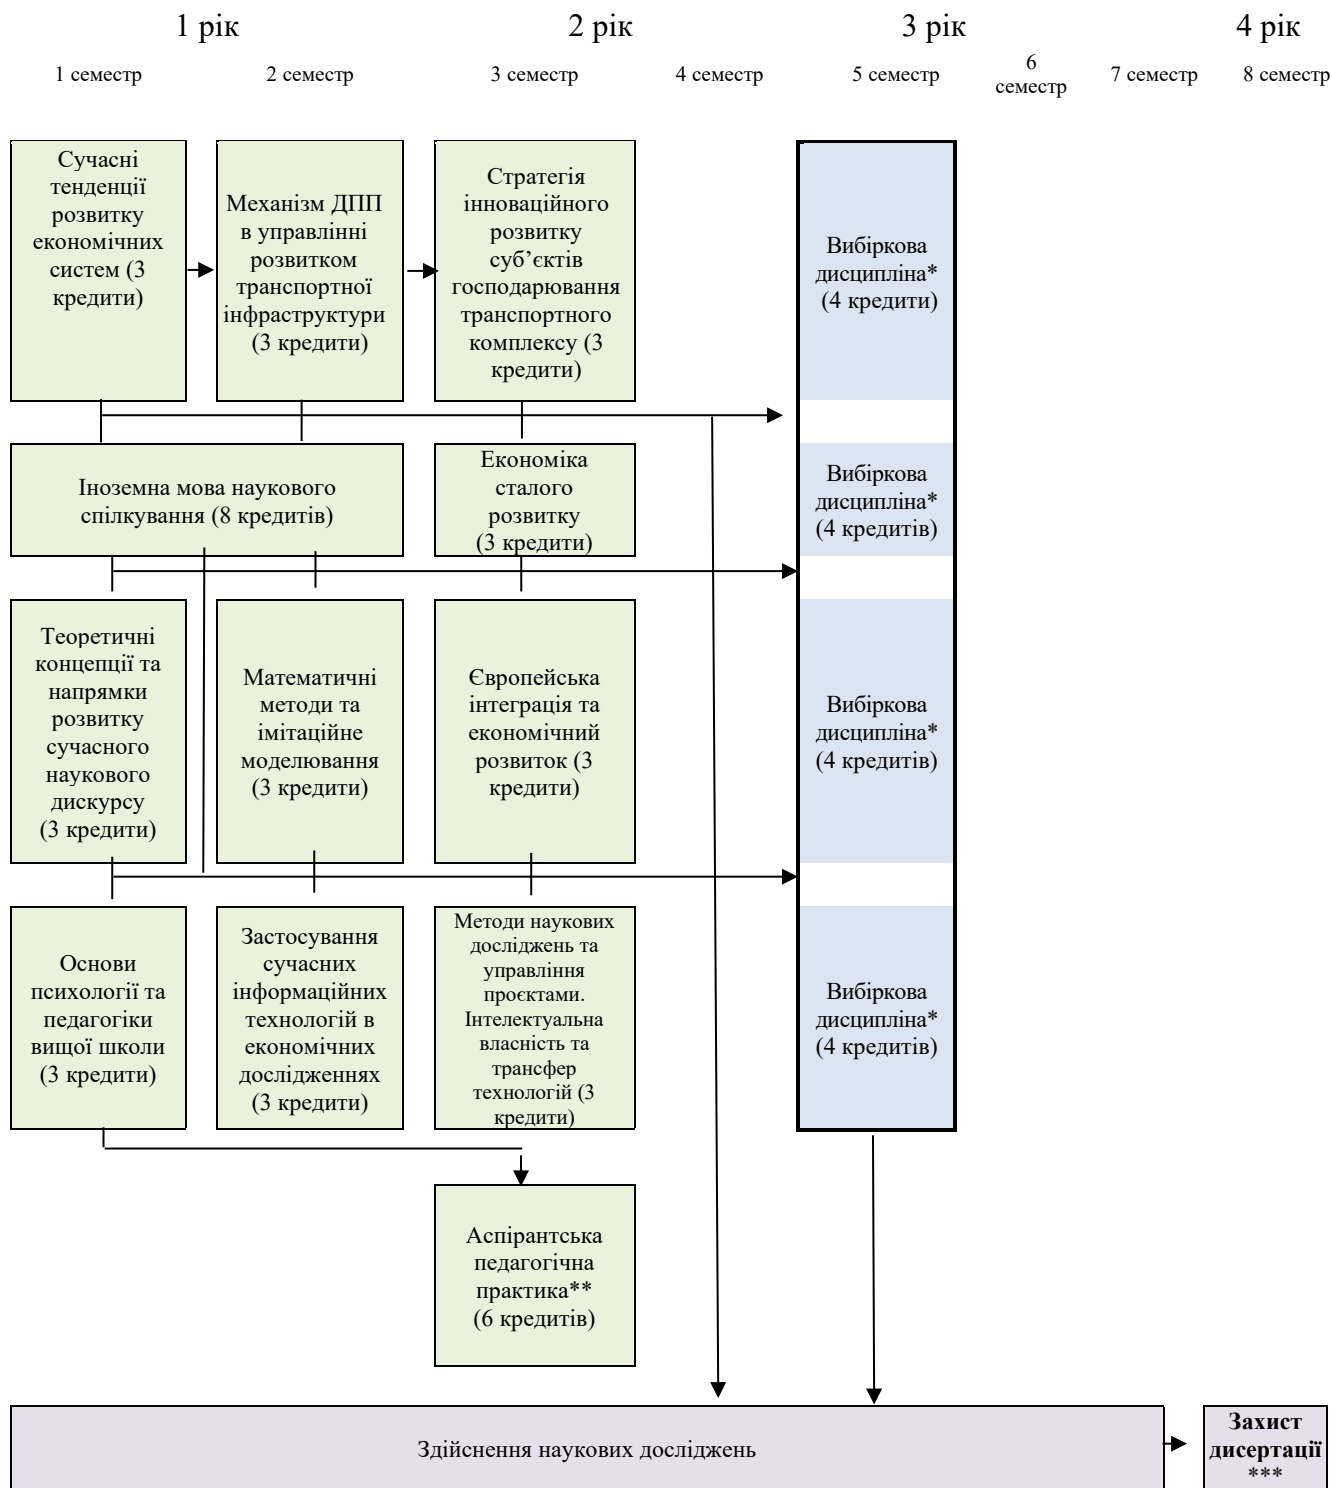 1 рік
2 рік
3 рік
4 рік
1 семестр
2 семестр
3 семестр
4 семестр
5 семестр
6
семестр
7 семестр
8 семестр
Сучасні
тенденції
розвитку
економічних
систем (3
кредити)
Механізм ДПП
в управлінні
розвитком
транспортної
інфраструктури
(3 кредити)
Стратегія
інноваційного
розвитку
суб’єктів
господарювання
транспортного
комплексу (3
кредити)
Вибіркова
дисципліна*
(4 кредити)
Іноземна мова наукового
спілкування (8 кредитів)
Економіка
сталого
розвитку
(3 кредити)
Вибіркова
дисципліна*
(4 кредитів)
Теоретичні
концепції та
напрямки
розвитку
сучасного
наукового
дискурсу
(3 кредити)
Математичні
методи та
імітаційне
моделювання
(3 кредити)
Європейська
інтеграція та
економічний
розвиток (3
кредити)
Вибіркова
дисципліна*
(4 кредитів)
Основи
психології та
педагогіки
вищої школи
(3 кредити)
Застосування
сучасних
інформаційних
технологій в
економічних
дослідженнях
(3 кредити)
Методи наукових
досліджень та
управління
проєктами.
Інтелектуальна
власність та
трансфер
технологій (3
кредити)
Вибіркова
дисципліна*
(4 кредитів)
Аспірантська
педагогічна
практика**
(6 кредитів)
Здійснення наукових досліджень
Захист
дисертації
***